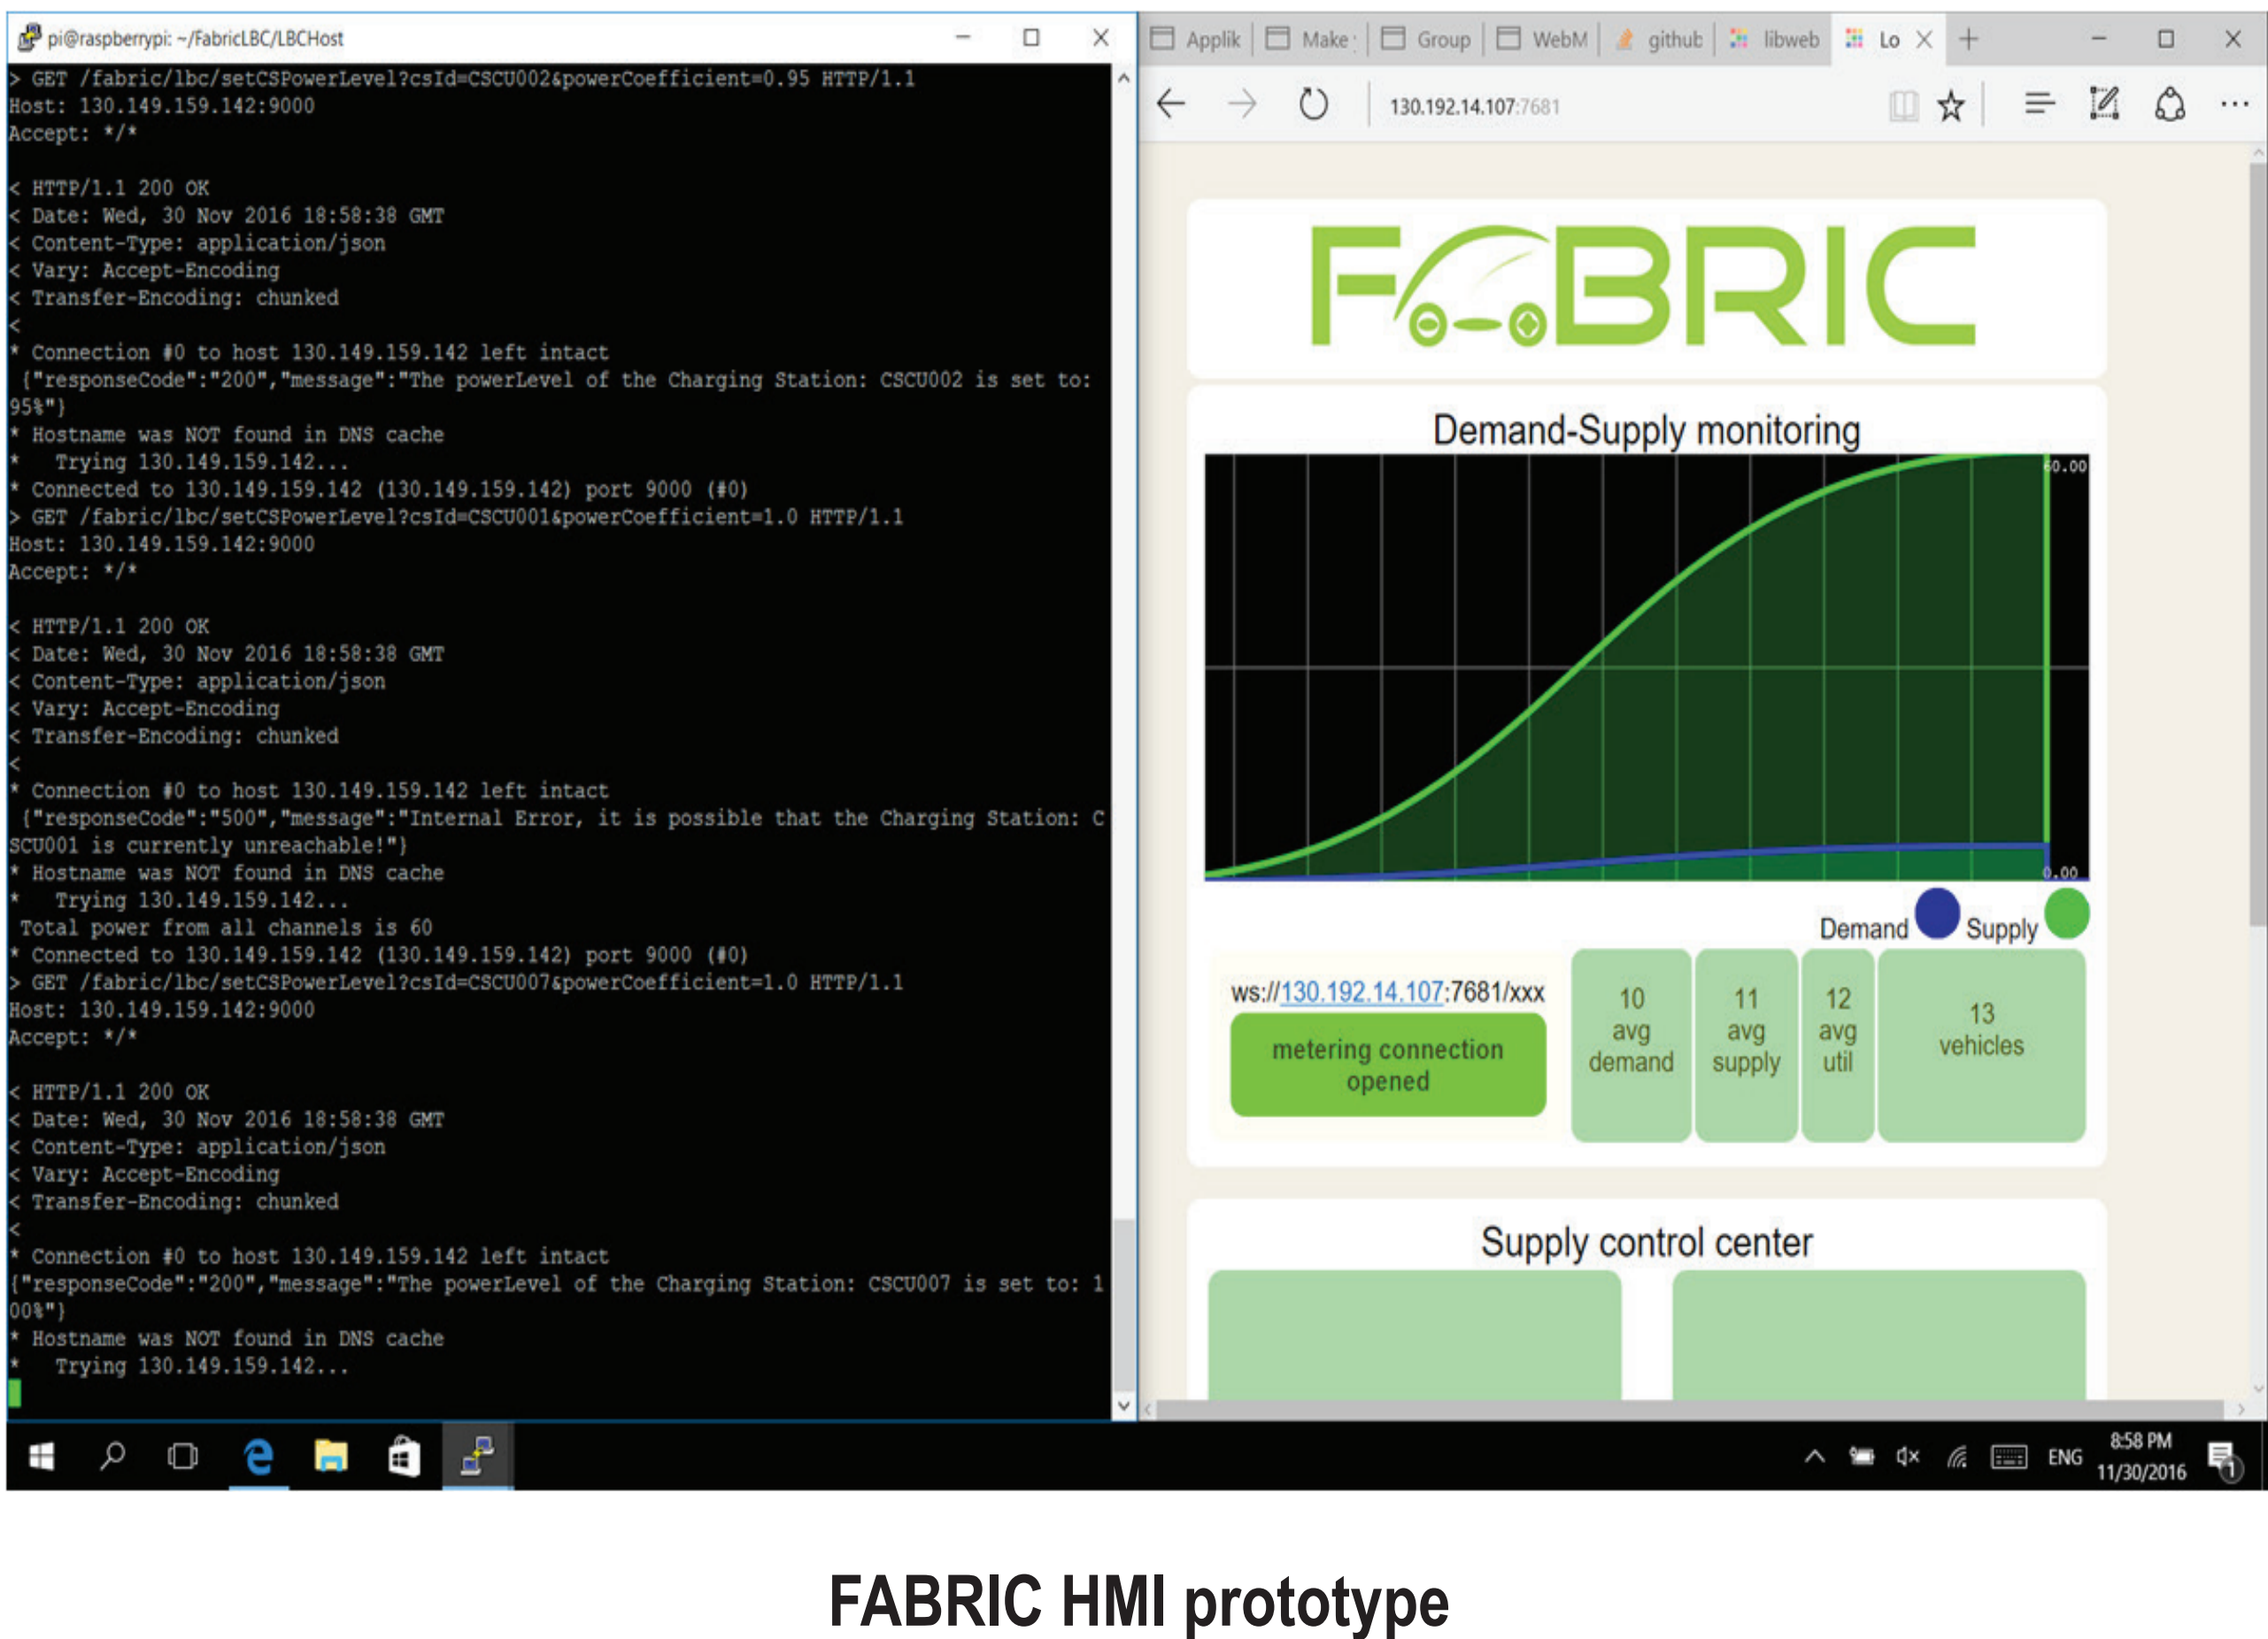 pi@raspberrypi: ~/FabricLBC/LBCHost
> GET /fabric/lbc/setCSPowerLevel?csId=CSCU002&powerCoefficient=0.95 HTTP/1.1
Host: 130.149.159.142:9000
Accept: */*
< HTTP/1.1 200 OK
< Date: Wed, 30 Nov 2016 18:58:38 GMT
< Content-Type: application/json
< Vary: Accept-Encoding
< Transfer-Encoding: chunked
<
* Connection #0 to host 130.149.159.142 left intact
{"responseCode":"200","message":"The powerLevel of the Charging Station: CSCU002 is set to:
95%"}
* Hostname was NOT found in DNS cache
*   Trying 130.149.159.142...
* Connected to 130.149.159.142 (130.149.159.142) port 9000 (#0)
> GET /fabric/lbc/setCSPowerLevel?csId=CSCU001&powerCoefficient=1.0 HTTP/1.1
Host: 130.149.159.142:9000
Accept: */*
< HTTP/1.1 200 OK
< Date: Wed, 30 Nov 2016 18:58:38 GMT
< Content-Type: application/json
< Vary: Accept-Encoding
< Transfer-Encoding: chunked
<
* Connection #0 to host 130.149.159.142 left intact
{"responseCode":"500","message":"Internal Error, it is possible that the Charging Station: C
SCU001 is currently unreachable!"}
* Hostname was NOT found in DNS cache
*   Trying 130.149.159.142...
Total power from all channels is 60
* Connected to 130.149.159.142 (130.149.159.142) port 9000 (#0)
> GET /fabric/lbc/setCSPowerLevel?csId=CSCU007&powerCoefficient=1.0 HTTP/1.1
Host: 130.149.159.142:9000
Accept: */*
< HTTP/1.1 200 OK
< Date: Wed, 30 Nov 2016 18:58:38 GMT
< Content-Type: application/json
< Vary: Accept-Encoding
< Transfer-Encoding: chunked
<
* Connection #0 to host 130.149.159.142 left intact
{"responseCode":"200","message":"The powerLevel of the Charging Station: CSCU007 is set to: 1
00%"}
* Hostname was NOT found in DNS cache
*   Trying 130.149.159.142...
Applik Make Group WebM github libweb Lo
130.192.14.107:7681
FABRIC
Demand-Supply monitoring
60.00
0.00
Demand Supply
ws://130.192.14.107:7681/xxx
metering connection
opened
10
avg
demand
11
avg
supply
12
avg
util
13
vehicles
Supply control center
ENG
8:58 PM
11/30/2016
1
FABRIC HMI prototype